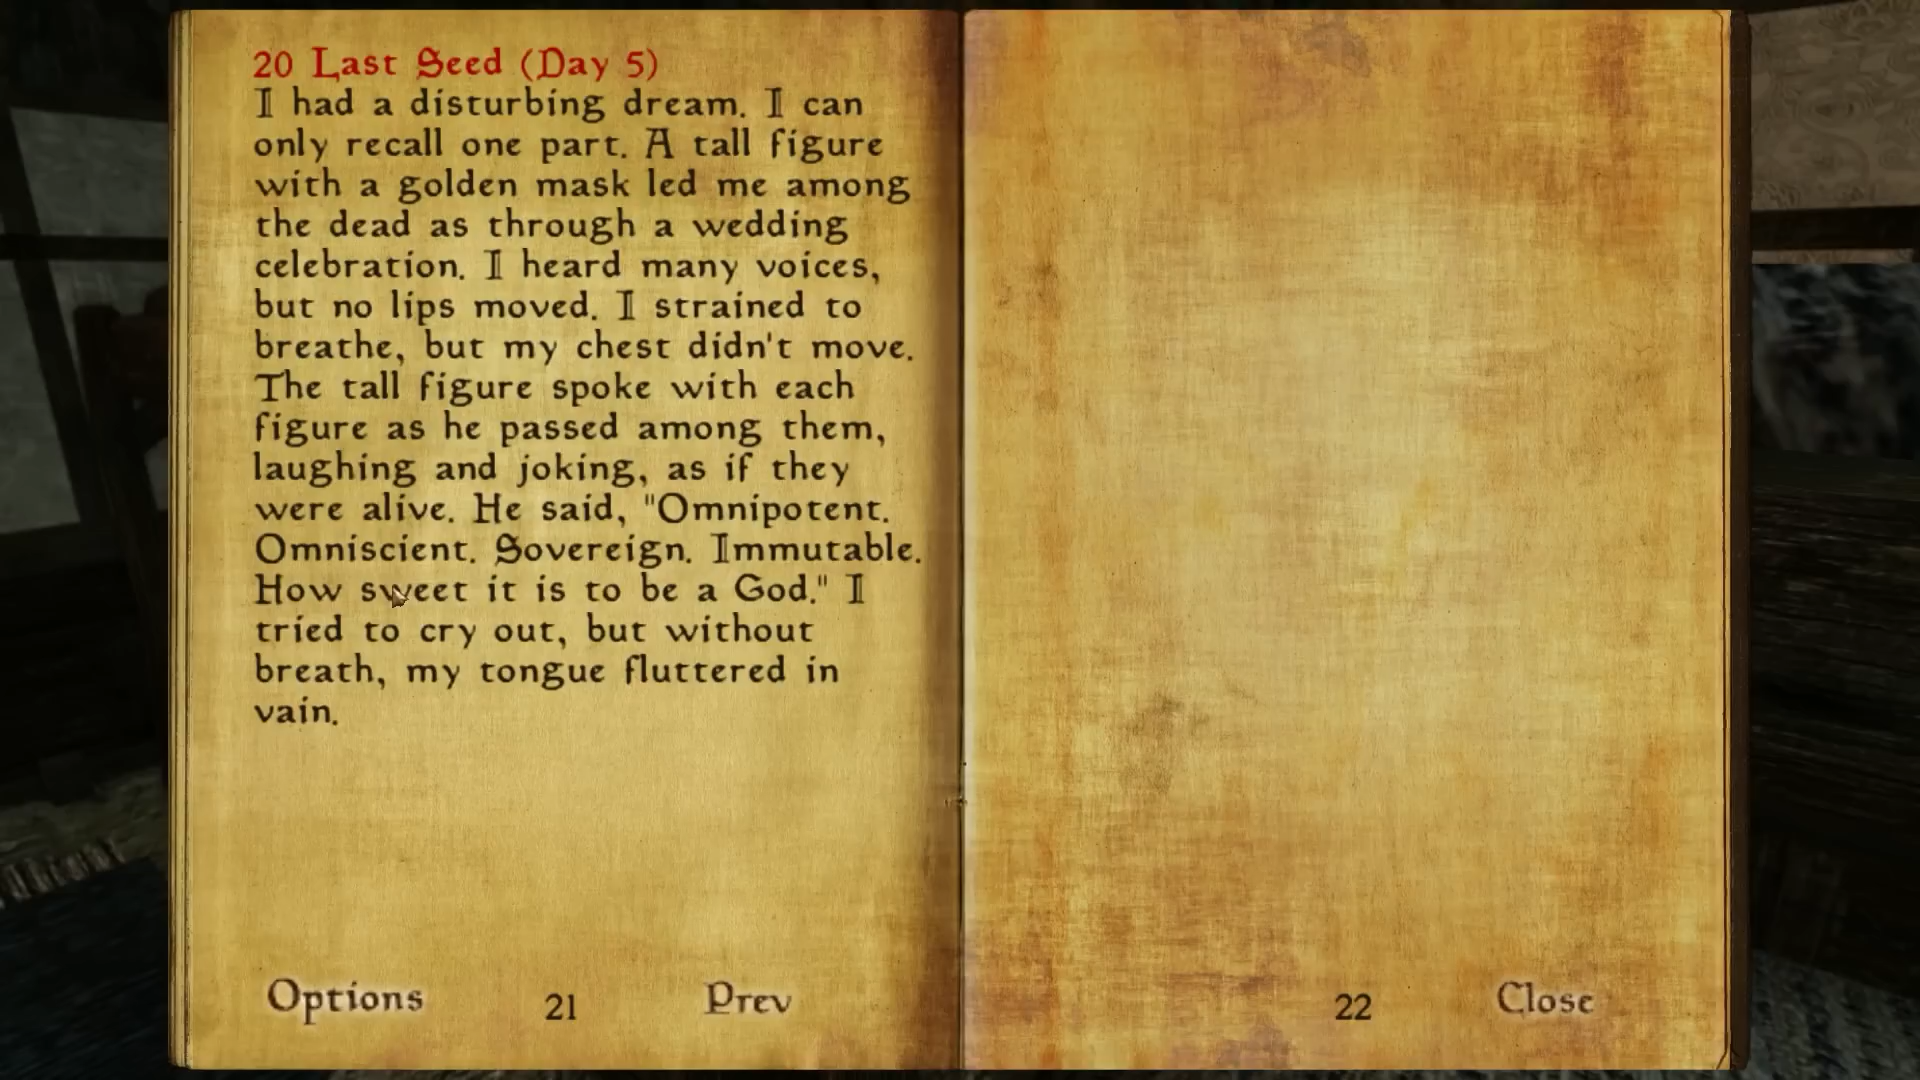 20 Last Seed (Day 5)
I had a disturbing dream. I can
only recall one part. A tall figure
with a golden mask led me among
the dead as through a wedding
celebration. I heard many voices,
but no lips moved. I strained to
breathe, but my chest didn't move.
The tall figure spoke with each
figure as he passed among them,
laughing and joking, as if they
were alive. He said, "Omnipotent.
Omniscient. Sovereign. Immutable.
How sweet it is to be a God." I
tried to cry out, but without
breath, my tongue fluttered in
vain.
Options 21 Prev
22 Close